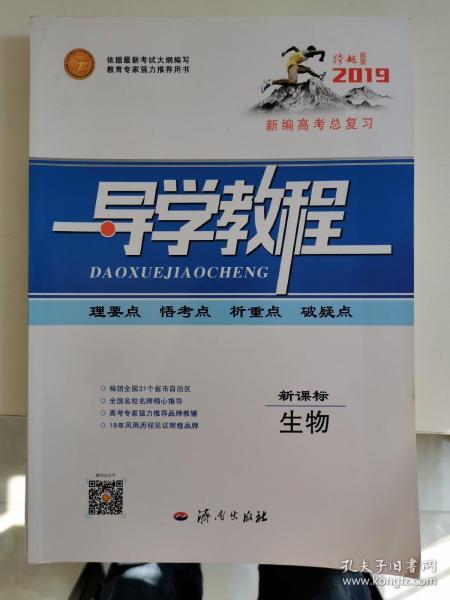 依据最新考试大纲编写
教育专家强力推荐用书
跨越
2019
新编高考总复习
导学教程
DAOXUEJIAOCHENG
理要点 悟考点 析重点 破疑点
◎ 畅销全国31个省市自治区
◎ 全国名校名师精心指导
◎ 高考专家强力推荐品牌教辅
◎ 18年风雨历程见证辉煌品牌
新课标
生物
济南出版社
孔夫子旧书网
kongfz.com